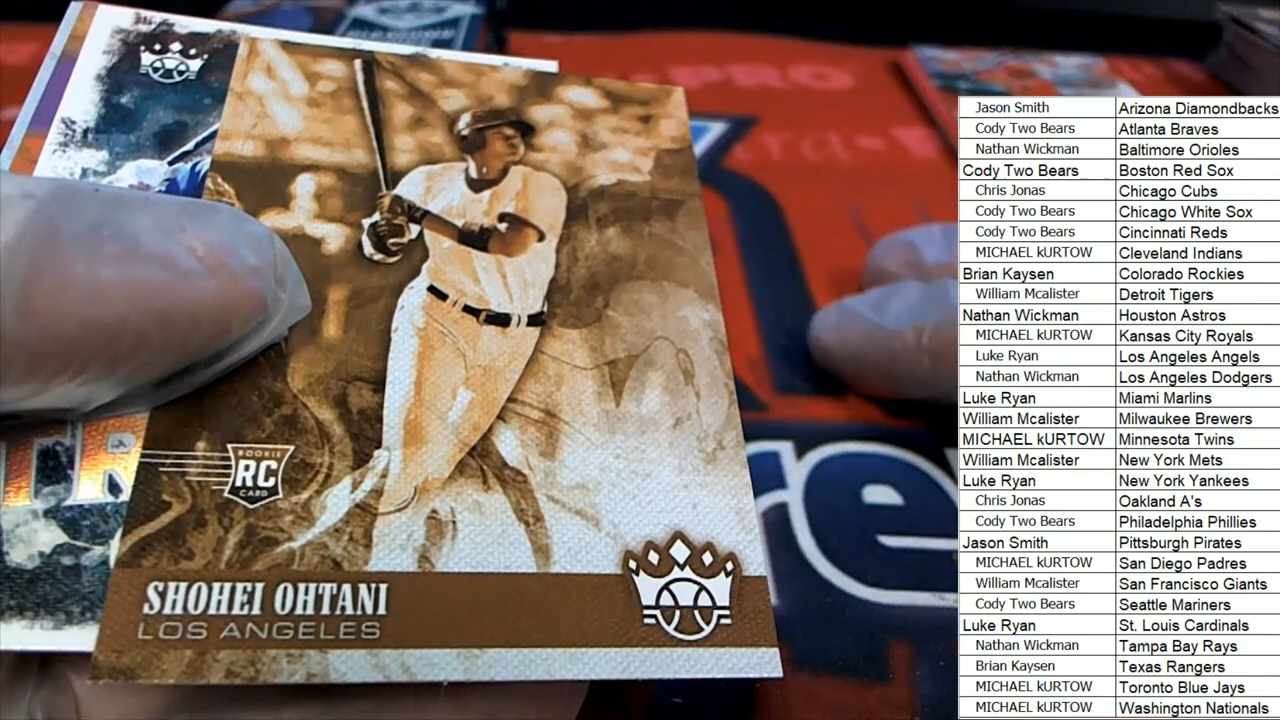 PRO
re
ROOKIE
RC
CARD
SHOHEI OHTANI
LOS ANGELES
Jason Smith Arizona Diamondbacks
Cody Two Bears Atlanta Braves
Nathan Wickman Baltimore Orioles
Cody Two Bears Boston Red Sox
Chris Jonas Chicago Cubs
Cody Two Bears Chicago White Sox
Cody Two Bears Cincinnati Reds
MICHAEL kURTOW Cleveland Indians
Brian Kaysen Colorado Rockies
William Mcalister Detroit Tigers
Nathan Wickman Houston Astros
MICHAEL kURTOW Kansas City Royals
Luke Ryan Los Angeles Angels
Nathan Wickman Los Angeles Dodgers
Luke Ryan Miami Marlins
William Mcalister Milwaukee Brewers
MICHAEL kURTOW Minnesota Twins
William Mcalister New York Mets
Luke Ryan New York Yankees
Chris Jonas Oakland A's
Cody Two Bears Philadelphia Phillies
Jason Smith Pittsburgh Pirates
MICHAEL kURTOW San Diego Padres
William Mcalister San Francisco Giants
Cody Two Bears Seattle Mariners
Luke Ryan St. Louis Cardinals
Nathan Wickman Tampa Bay Rays
Brian Kaysen Texas Rangers
MICHAEL kURTOW Toronto Blue Jays
MICHAEL kURTOW Washington Nationals